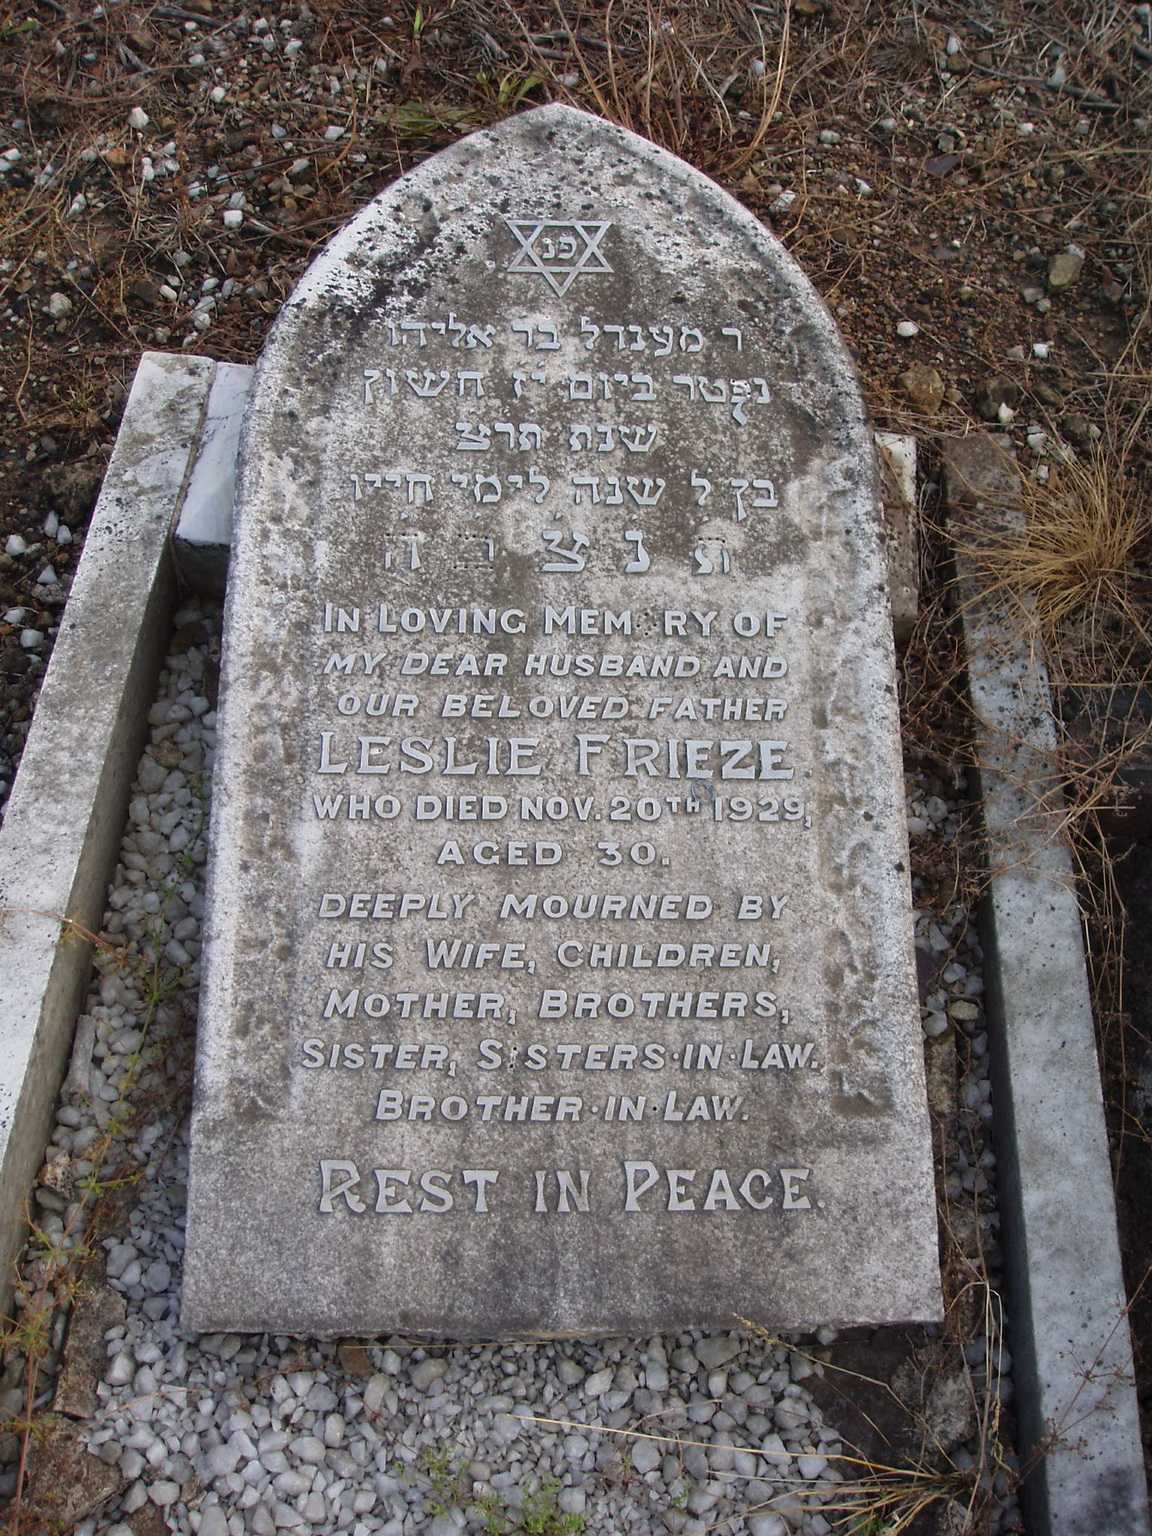 פנ
ר מענדל בר אליהו
נפטר ביום יז חשון
שנת תרצ
בן ל שנה לימי חייו
ת נ צ ב ה
IN LOVING MEMORY OF
MY DEAR HUSBAND AND
OUR BELOVED FATHER
LESLIE FRIEZE
WHO DIED NOV. 20TH 1929,
AGED 30.
DEEPLY MOURNED BY
HIS WIFE, CHILDREN,
MOTHER, BROTHERS,
SISTER, SISTERS·IN·LAW.
BROTHER·IN·LAW.
REST IN PEACE.